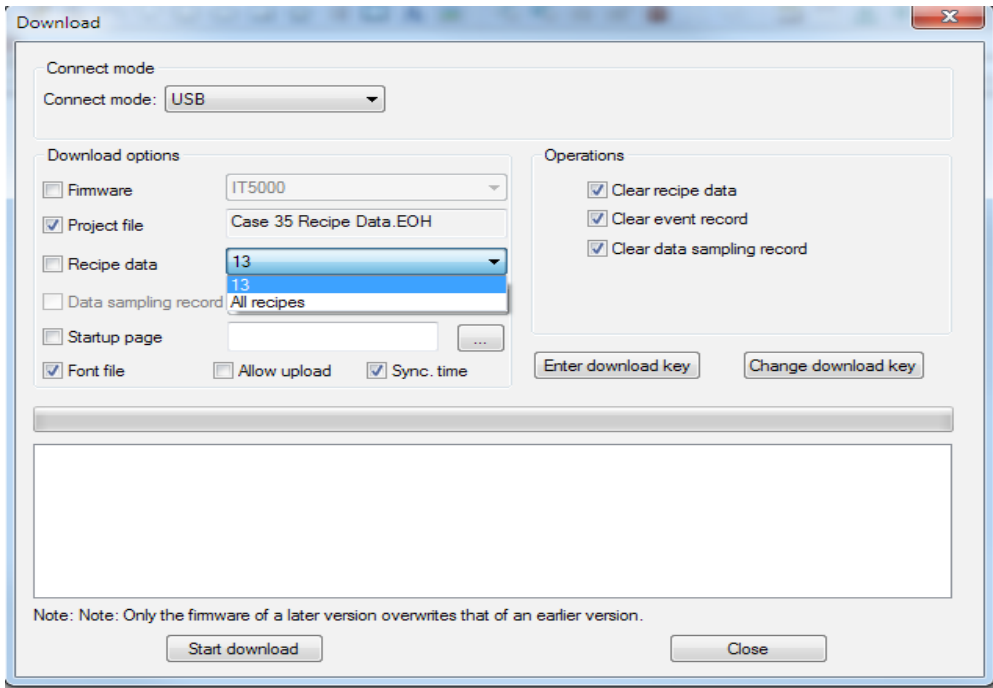 Download
Connect mode
Connect mode: USB
Download options
Firmware IT5000
Project file Case 35 Recipe Data.EOH
Recipe data 13
13
Data sampling record All recipes
Startup page ...
Font file Allow upload Sync. time
Operations
Clear recipe data
Clear event record
Clear data sampling record
Enter download key Change download key
Note: Note: Only the firmware of a later version overwrites that of an earlier version.
Start download Close